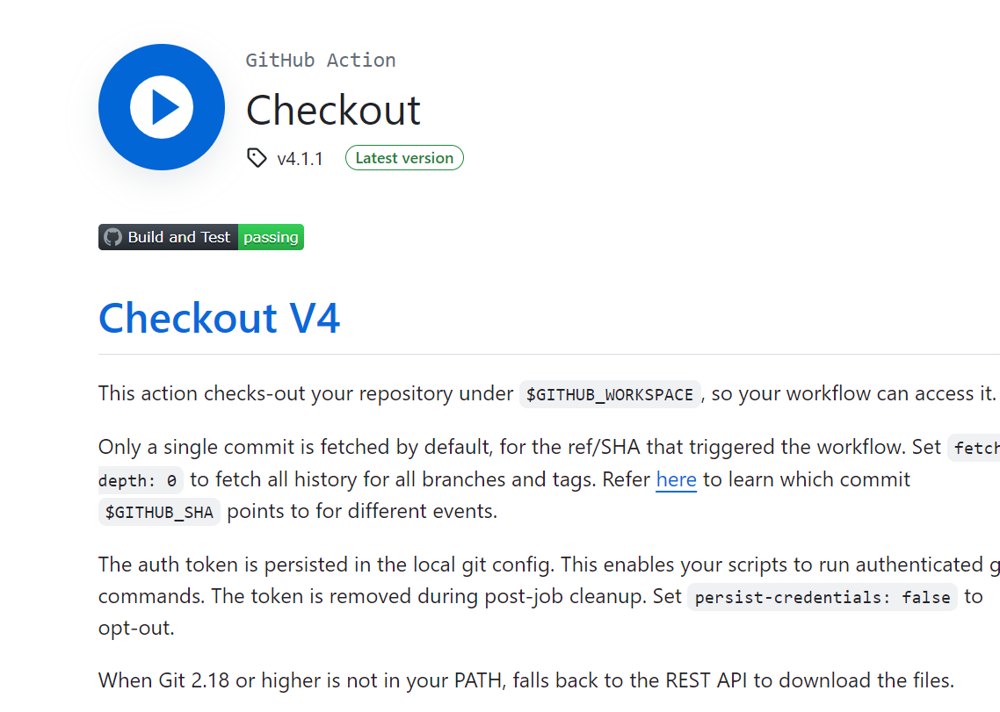 GitHub Action
Checkout
v4.1.1 Latest version
Build and Test passing
Checkout V4
This action checks-out your repository under $GITHUB_WORKSPACE, so your workflow can access it.
Only a single commit is fetched by default, for the ref/SHA that triggered the workflow. Set fetch
depth: 0 to fetch all history for all branches and tags. Refer here to learn which commit
$GITHUB_SHA points to for different events.
The auth token is persisted in the local git config. This enables your scripts to run authenticated g
commands. The token is removed during post-job cleanup. Set persist-credentials: false to
opt-out.
When Git 2.18 or higher is not in your PATH, falls back to the REST API to download the files.